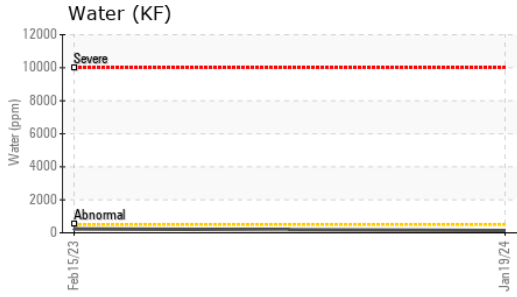 Water (KF)
12000
Severe
10000
8000
Water (ppm)
6000
4000
2000
Abnormal
0
Feb15/23
Jan19/24